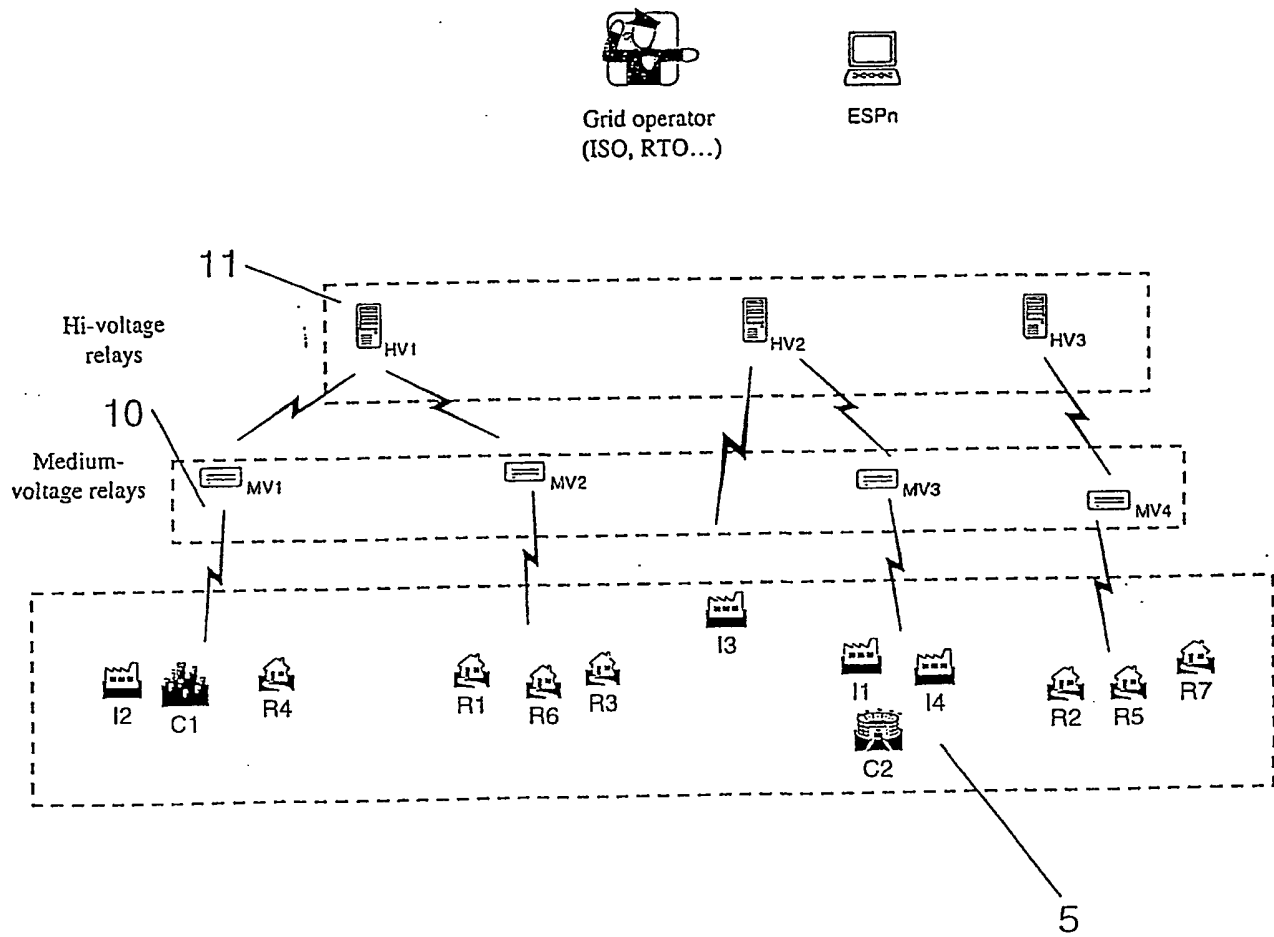 Grid operator
(ISO, RTO...)
ESPn
11
Hi-voltage
relays
HV1
HV2
HV3
10
Medium-
voltage relays
MV1
MV2
MV3
MV4
I3
I2
C1
R4
R1
R6
R3
I1
I4
C2
R2
R5
R7
5